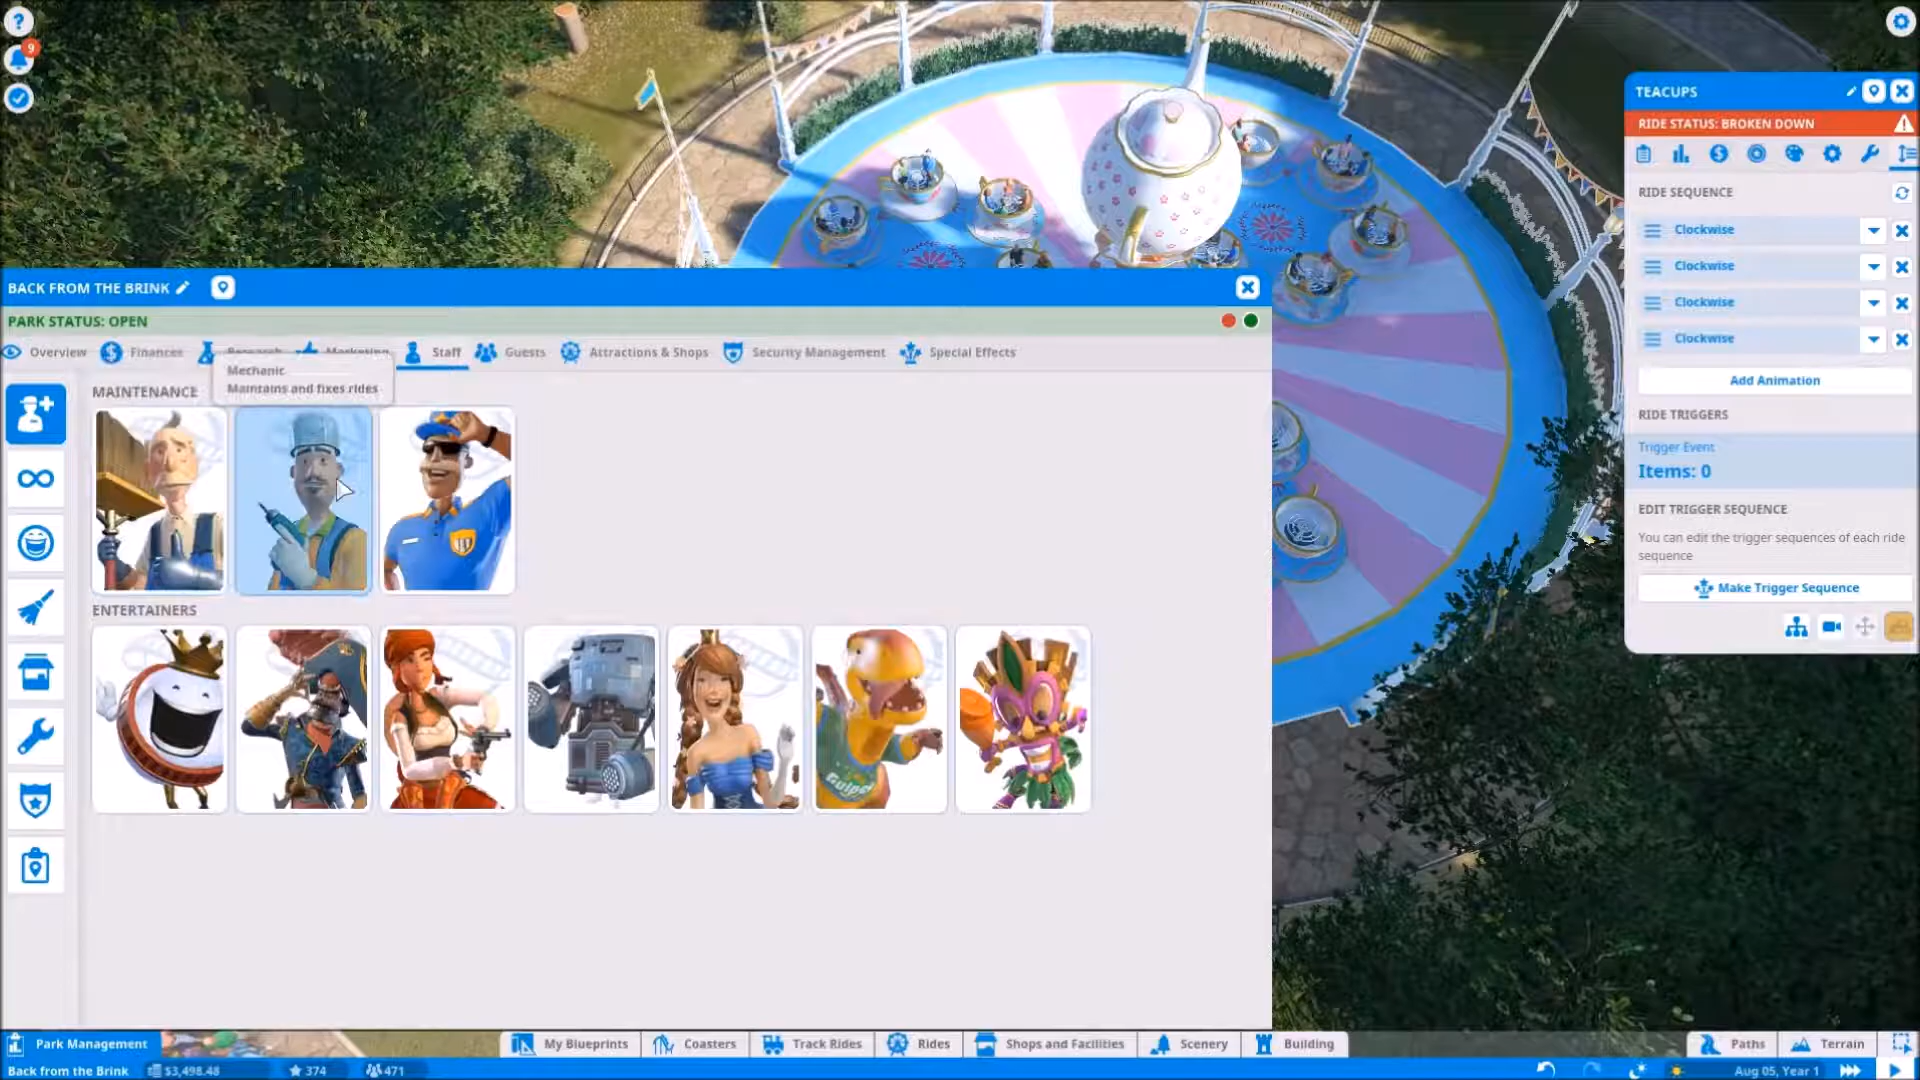 ?
9
TEACUPS
RIDE STATUS: BROKEN DOWN
RIDE SEQUENCE
Clockwise
Clockwise
Clockwise
Clockwise
Add Animation
RIDE TRIGGERS
Trigger Event
Items: 0
EDIT TRIGGER SEQUENCE
You can edit the trigger sequences of each ride
sequence
Make Trigger Sequence
BACK FROM THE BRINK
PARK STATUS: OPEN
Overview Finances Research Marketing Staff Guests Attractions & Shops Security Management Special Effects
Mechanic
Maintains and fixes rides
MAINTENANCE
ENTERTAINERS
Gulpee
Park Management My Blueprints Coasters Track Rides Rides Shops and Facilities Scenery Building Paths Terrain
Back from the Brink $3,498.48 374 471 Aug 05, Year 1